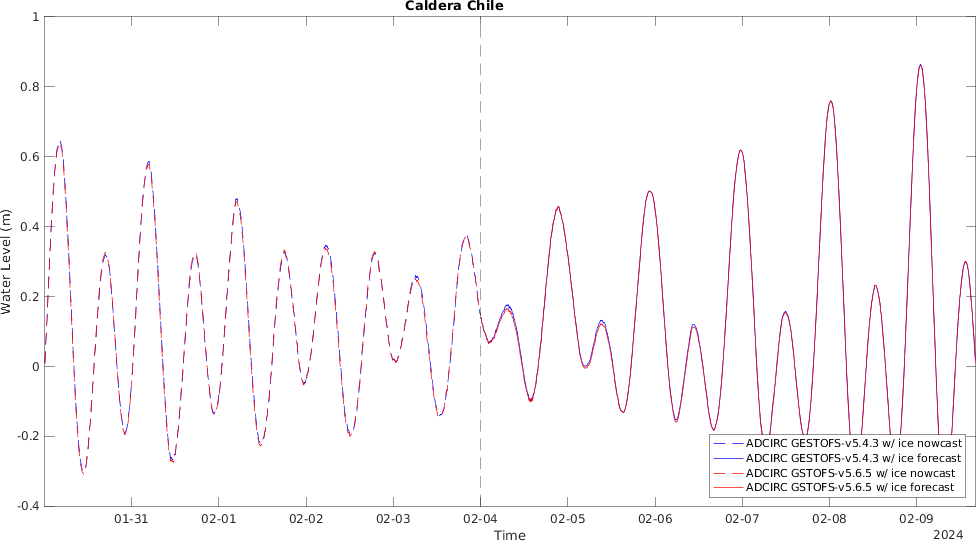 Caldera Chile
Water Level (m)
1
0.8
0.6
0.4
0.2
0
-0.2
-0.4
01-31
02-01
02-02
02-03
02-04
02-05
02-06
02-07
02-08
02-09
Time
2024
ADCIRC GESTOFS-v5.4.3 w/ ice nowcast
ADCIRC GESTOFS-v5.4.3 w/ ice forecast
ADCIRC GSTOFS-v5.6.5 w/ ice nowcast
ADCIRC GSTOFS-v5.6.5 w/ ice forecast